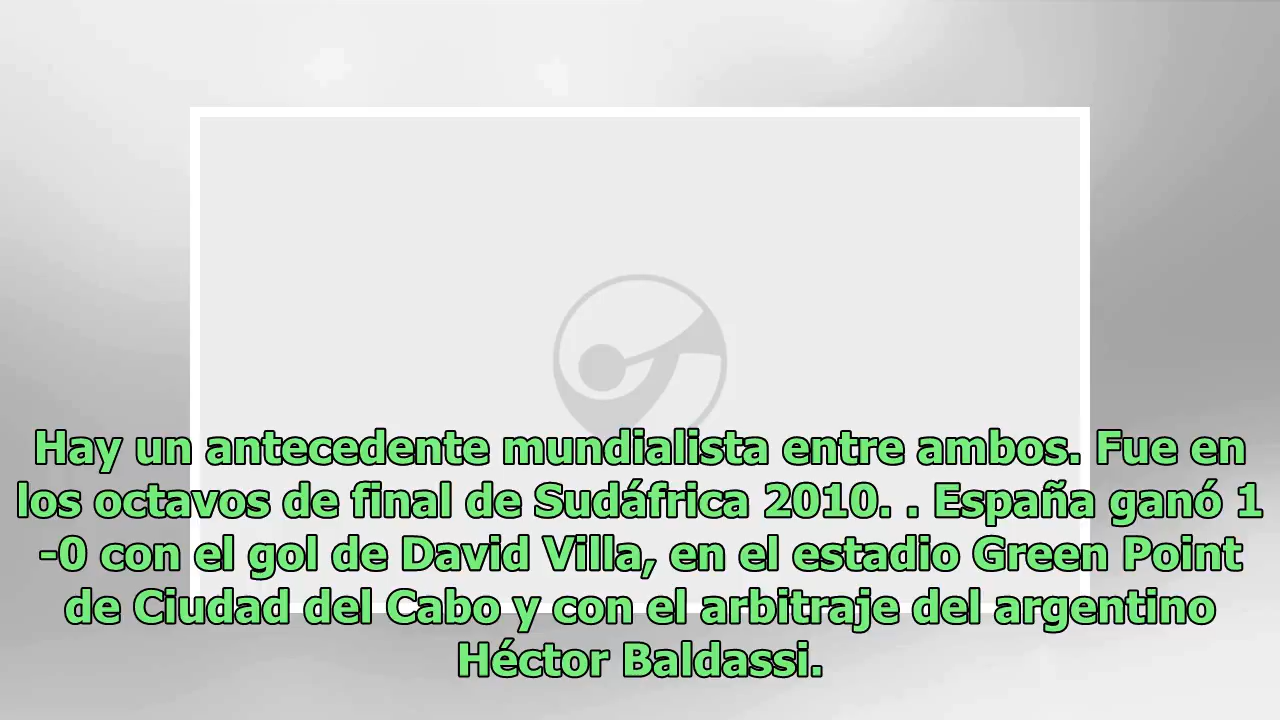 Hay un antecedente mundialista entre ambos. Fue en
los octavos de final de Sudáfrica 2010. . España ganó 1
-0 con el gol de David Villa, en el estadio Green Point
de Ciudad del Cabo y con el arbitraje del argentino
Héctor Baldassi.